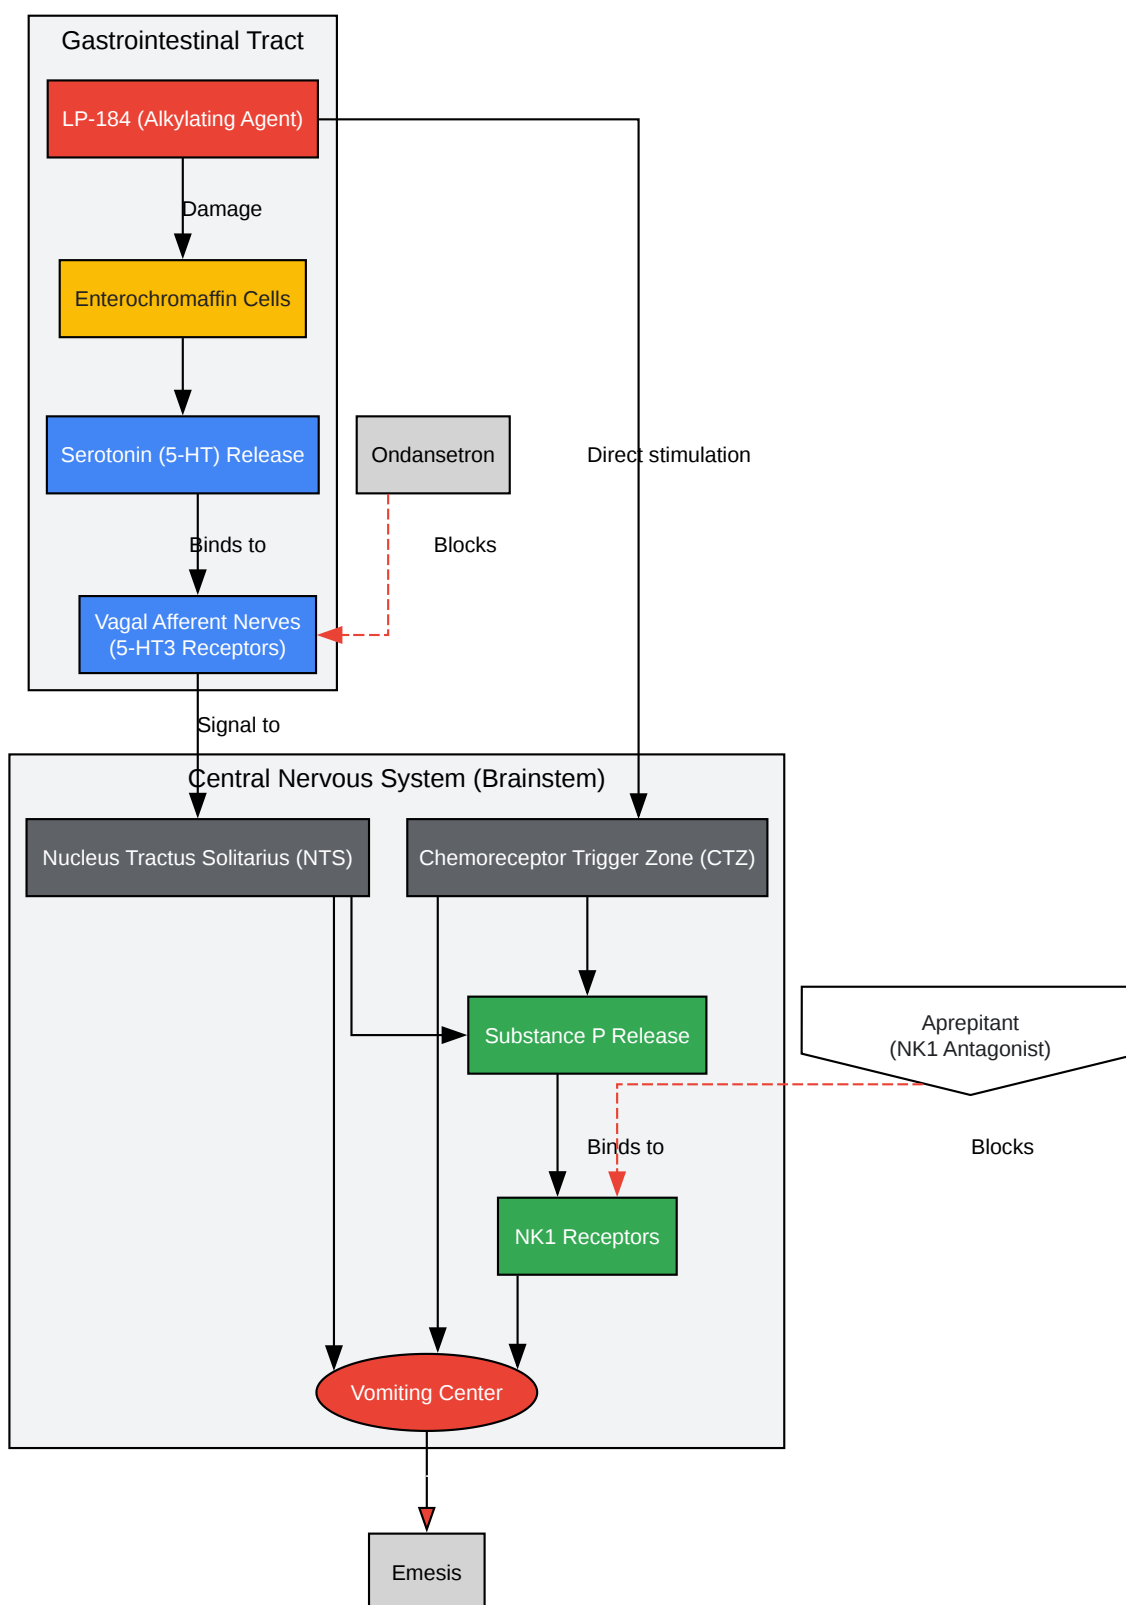 Gastrointestinal Tract
LP-184 (Alkylating Agent)
Damage
Enterochromaffin Cells
Serotonin (5-HT) Release
Ondansetron
Direct stimulation
Binds to
Blocks
Vagal Afferent Nerves
(5-HT3 Receptors)
Signal to
Central Nervous System (Brainstem)
Nucleus Tractus Solitarius (NTS)
Chemoreceptor Trigger Zone (CTZ)
Aprepitant
(NK1 Antagonist)
Substance P Release
Binds to
Blocks
NK1 Receptors
Vomiting Center
Emesis